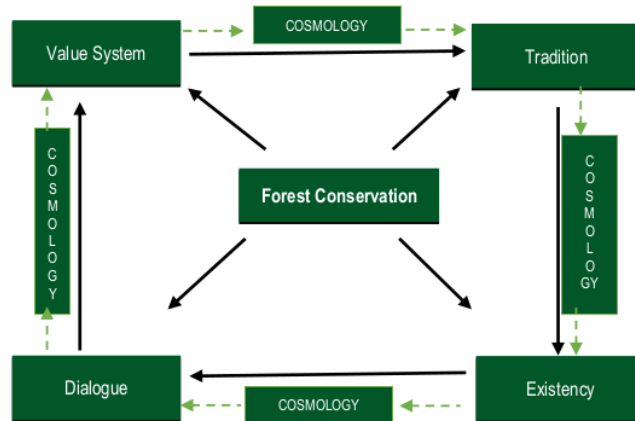 COSMOLOGY
Value System
Tradition
COSMOLOGY
COSMOLOGY
Forest Conservation
Dialogue
Existency
COSMOLOGY